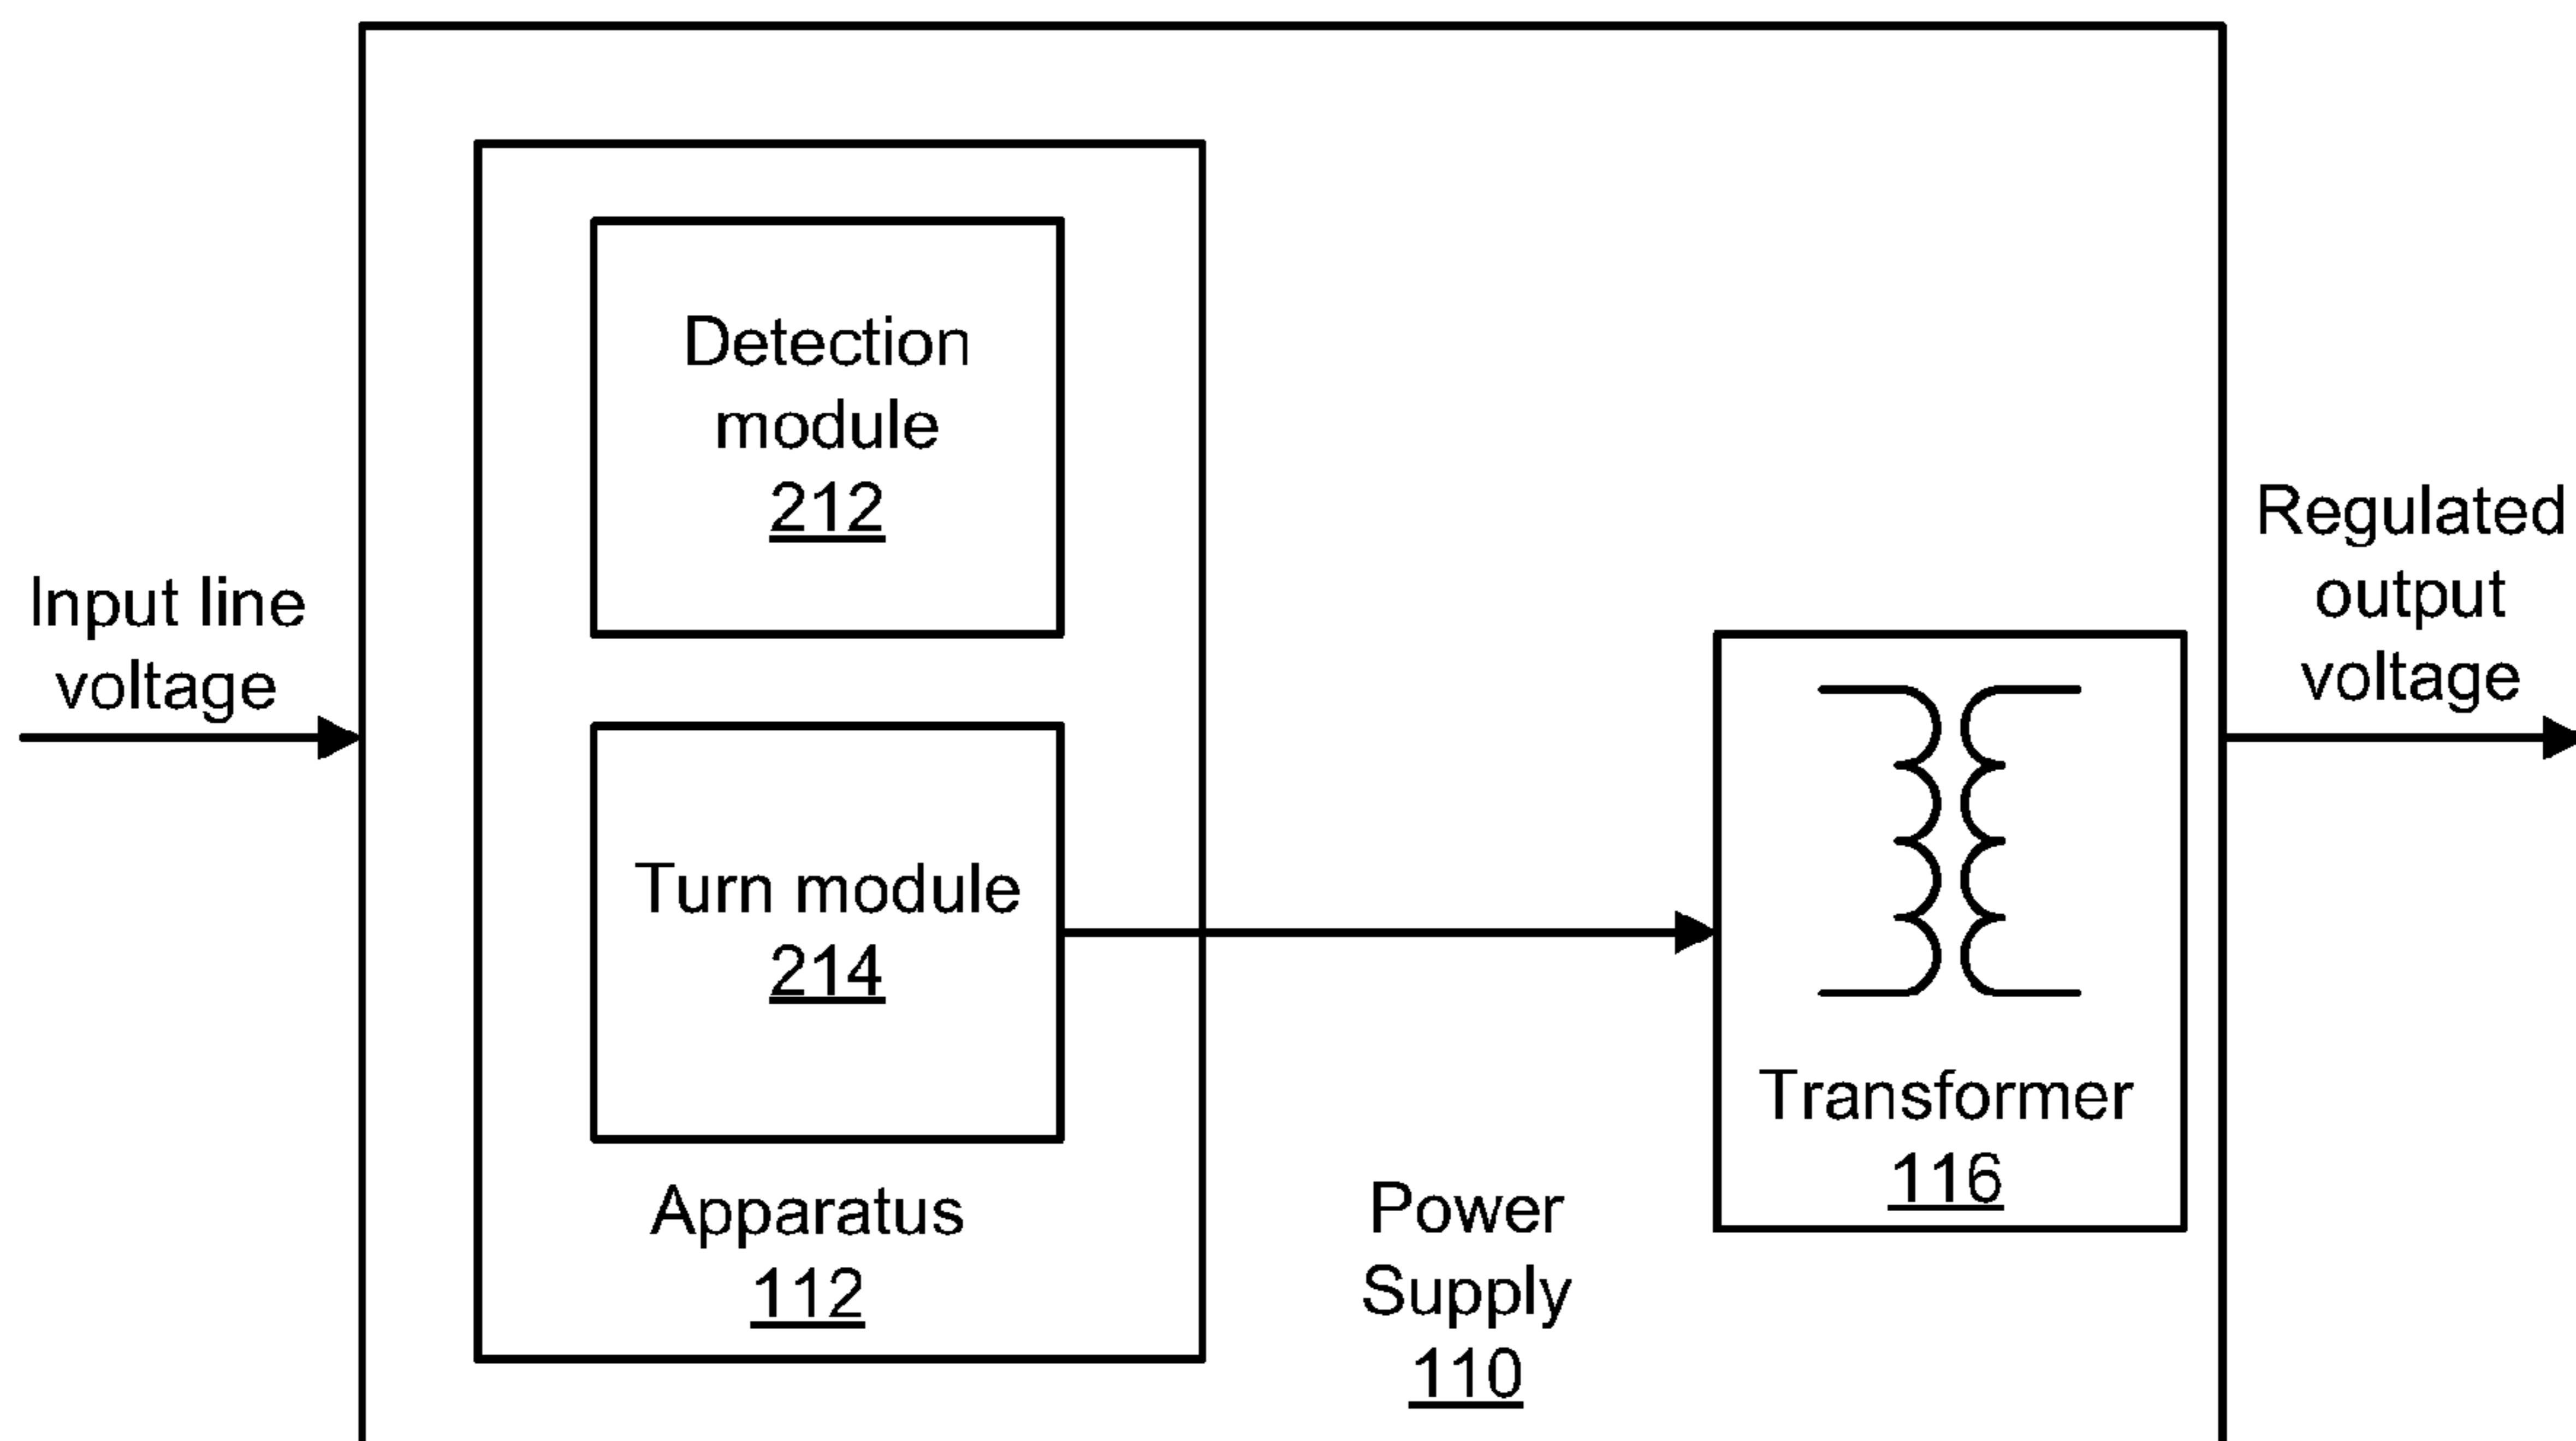 Input line
voltage
Detection
module
212
Turn module
214
Apparatus
112
Power
Supply
110
Transformer
116
Regulated
output
voltage